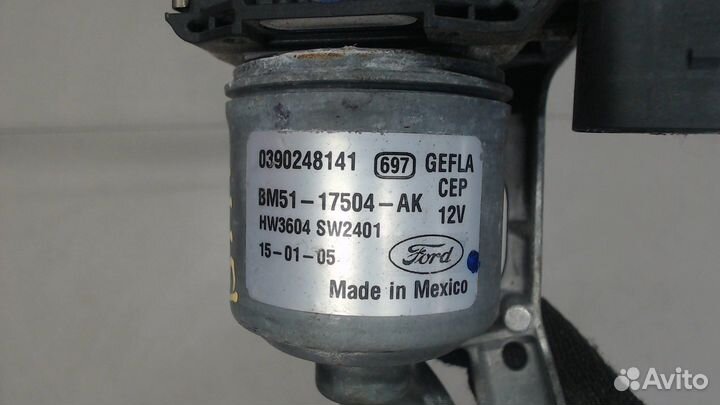 0390248141 697 GEFLA
BM51-17504-AK CEP
HW3604 SW2401 12V
15-01-05 Ford
Made in Mexico
Avito